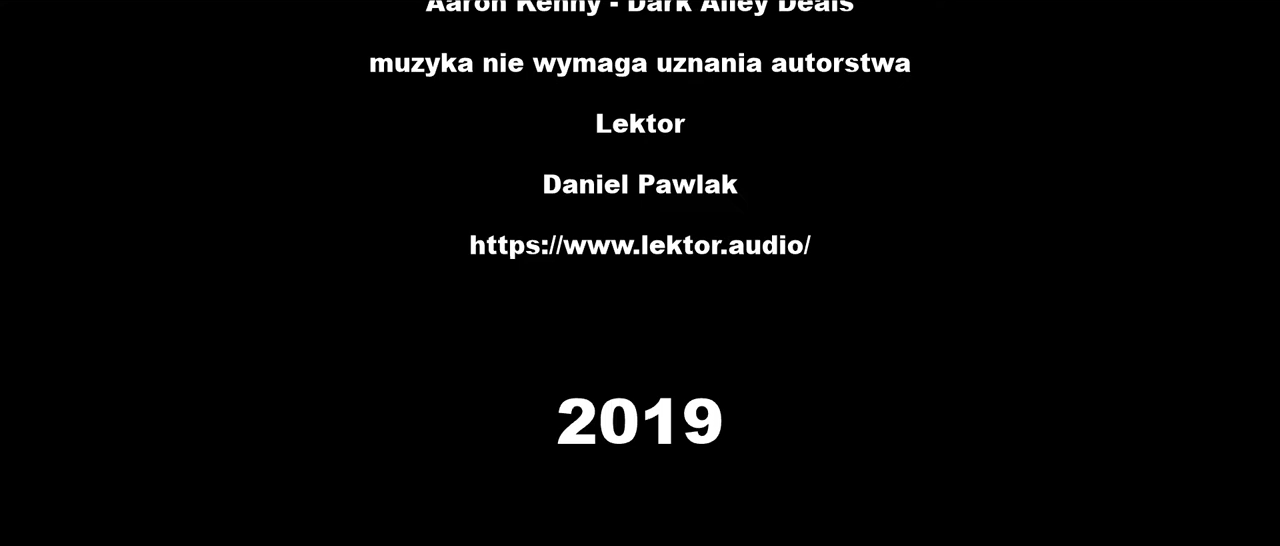 Aaron Kenny - Dark Alley Deals
muzyka nie wymaga uznania autorstwa
Lektor
Daniel Pawlak
https://www.lektor.audio/
2019